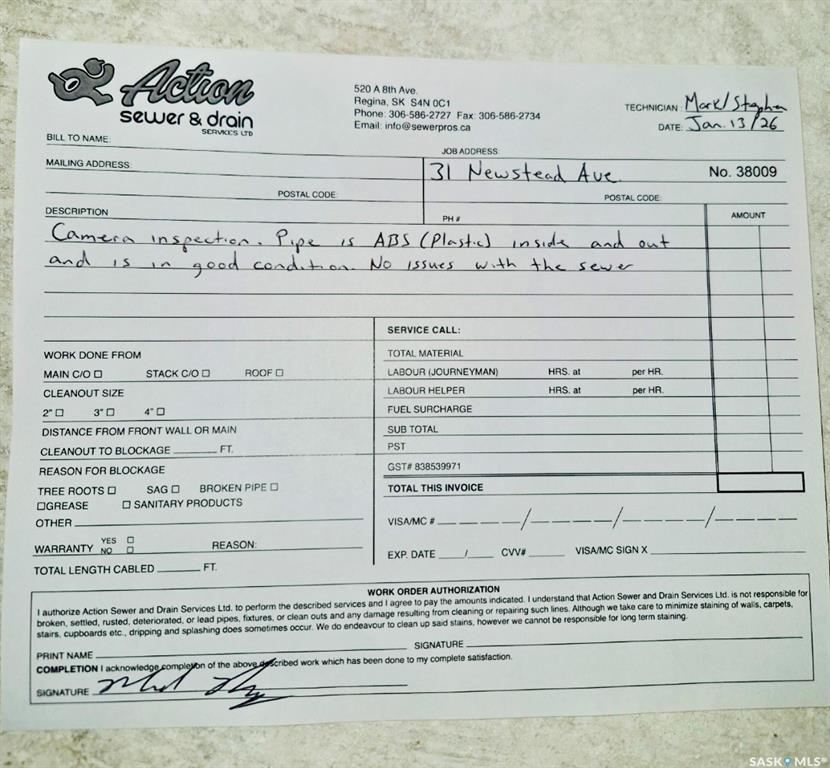 Action
sewer & drain
SERVICES LTD
520 A 8th Ave.
Regina, SK S4N 0C1
Phone: 306-586-2727 Fax: 306-586-2734
Email: info@sewerpros.ca
TECHNICIAN: Mark/Stephen
DATE: Jan. 13/26
BILL TO NAME:
JOB ADDRESS:
MAILING ADDRESS:
31 Newstead Ave.
No. 38009
POSTAL CODE:
POSTAL CODE:
DESCRIPTION
PH #
AMOUNT
Camera inspection. Pipe is ABS (Plastic) inside and out
and is in good condition. No issues with the sewer
SERVICE CALL:
WORK DONE FROM
TOTAL MATERIAL
MAIN C/O ☐ STACK C/O ☐ ROOF ☐
LABOUR (JOURNEYMAN) HRS. at per HR.
CLEANOUT SIZE
LABOUR HELPER HRS. at per HR.
2" ☐ 3" ☐ 4" ☐
FUEL SURCHARGE
DISTANCE FROM FRONT WALL OR MAIN
SUB TOTAL
CLEANOUT TO BLOCKAGE ______ FT.
PST
REASON FOR BLOCKAGE
GST# 838539971
TREE ROOTS ☐ SAG ☐ BROKEN PIPE ☐
TOTAL THIS INVOICE
☐ GREASE ☐ SANITARY PRODUCTS
OTHER
VISA/MC #
WARRANTY YES ☐ NO ☐ REASON:
EXP. DATE ____/____ CVV# ______ VISA/MC SIGN X
TOTAL LENGTH CABLED ______ FT.
WORK ORDER AUTHORIZATION
I authorize Action Sewer and Drain Services Ltd. to perform the described services and I agree to pay the amounts indicated. I understand that Action Sewer and Drain Services Ltd. is not responsible for
broken, settled, rusted, deteriorated, or lead pipes, fixtures, or clean outs and any damage resulting from cleaning or repairing such lines. Although we take care to minimize staining of walls, carpets,
stairs, cupboards etc., dripping and splashing does sometimes occur. We do endeavour to clean up said stains, however we cannot be responsible for long term staining.
PRINT NAME
SIGNATURE
COMPLETION I acknowledge completion of the above described work which has been done to my complete satisfaction.
SIGNATURE
SASK MLS®